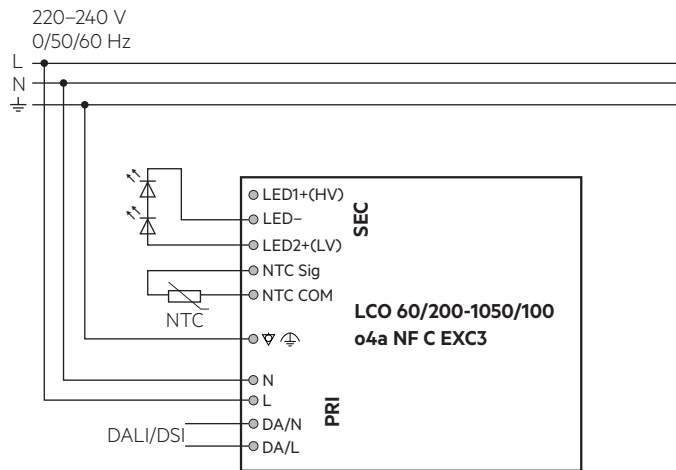 220–240 V
0/50/60 Hz
L
N
LED1+(HV)
LED–
LED2+(LV)
SEC
NTC Sig
NTC COM
NTC
LCO 60/200-1050/100
o4a NF C EXC3
N
L
PRI
DALI/DSI
DA/N
DA/L